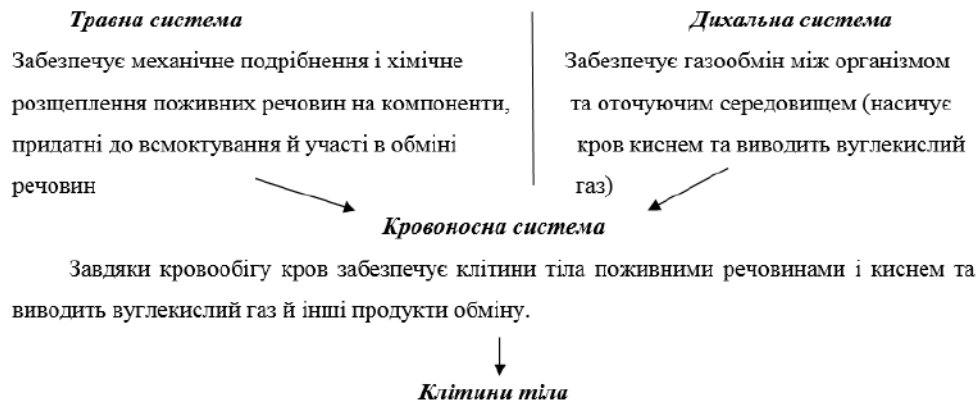 Травна система
Забезпечує механічне подрібнення і хімічне
розщеплення поживних речовин на компоненти,
придатні до всмоктування й участі в обміні
речовин
Дихальна система
Забезпечує газообмін між організмом
та оточуючим середовищем (насичує
кров киснем та виводить вуглекислий
газ)
Кровоносна система
Завдяки кровообігу кров забезпечує клітини тіла поживними речовинами і киснем та
виводить вуглекислий газ й інші продукти обміну.
Клітини тіла